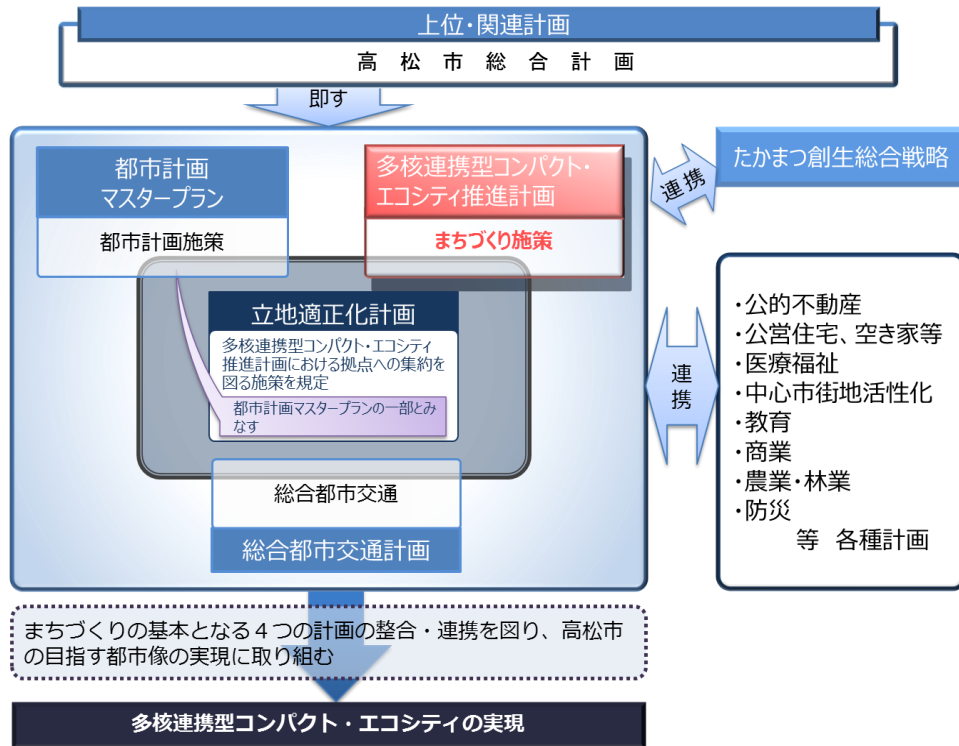 上位・関連計画
高松市総合計画
即す
都市計画
マスタープラン
都市計画施策
多核連携型コンパクト・
エコシティ推進計画
まちづくり施策
連携
たかまつ創生総合戦略
立地適正化計画
多核連携型コンパクト・エコシティ
推進計画における拠点への集約を
図る施策を規定
都市計画マスタープランの一部とみ
なす
総合都市交通
総合都市交通計画
連
携
・公的不動産
・公営住宅、空き家等
・医療福祉
・中心市街地活性化
・教育
・商業
・農業・林業
・防災
等 各種計画
まちづくりの基本となる４つの計画の整合・連携を図り、高松市
の目指す都市像の実現に取り組む
多核連携型コンパクト・エコシティの実現